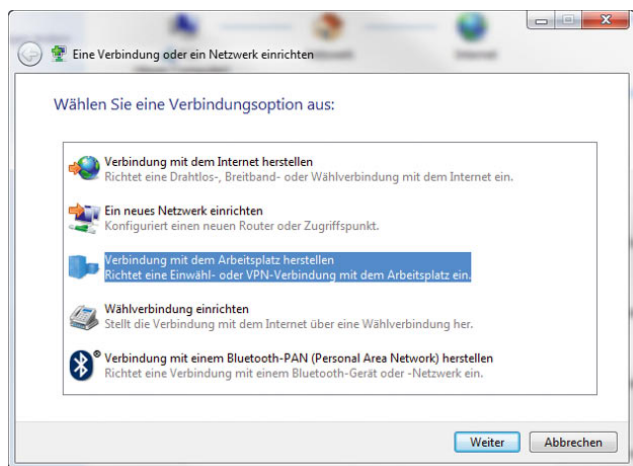 Eine Verbindung oder ein Netzwerk einrichten
Wählen Sie eine Verbindungsoption aus:
Verbindung mit dem Internet herstellen
Richtet eine Drahtlos-, Breitband- oder Wählverbindung mit dem Internet ein.
Ein neues Netzwerk einrichten
Konfiguriert einen neuen Router oder Zugriffspunkt.
Verbindung mit dem Arbeitsplatz herstellen
Richtet eine Einwähl- oder VPN-Verbindung mit dem Arbeitsplatz ein.
Wählverbindung einrichten
Stellt die Verbindung mit dem Internet über eine Wählverbindung her.
Verbindung mit einem Bluetooth-PAN (Personal Area Network) herstellen
Richtet eine Verbindung mit einem Bluetooth-Gerät oder -Netzwerk ein.
Weiter Abbrechen